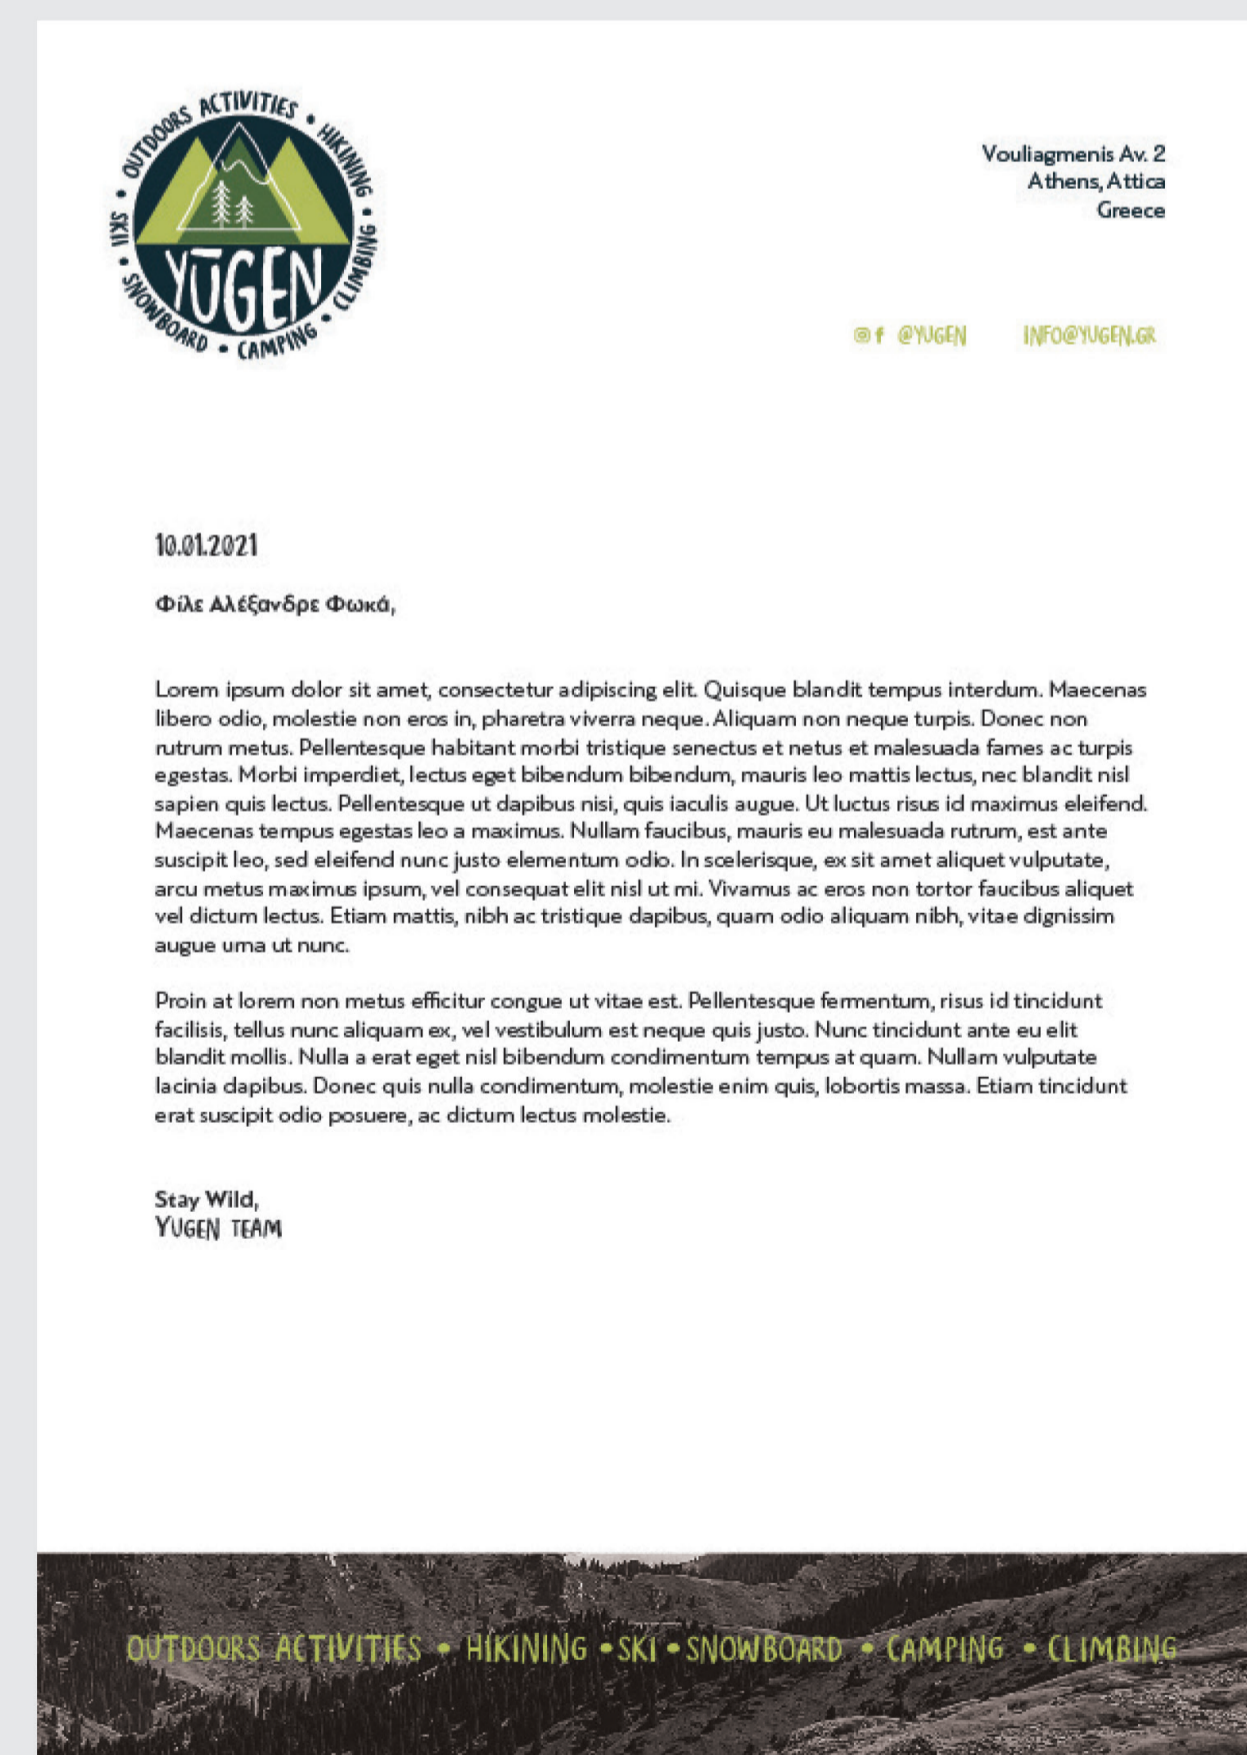 OUTDOORS ACTIVITIES • HIKINING • CLIMBING • CAMPING • SNOWBOARD • SKII •
YŪGEN
Vouliagmenis Av. 2
Athens, Attica
Greece
@YUGEN INFO@YUGEN.GR
10.01.2021
Φίλε Αλέξανδρε Φωκά,
Lorem ipsum dolor sit amet, consectetur adipiscing elit. Quisque blandit tempus interdum. Maecenas
libero odio, molestie non eros in, pharetra viverra neque. Aliquam non neque turpis. Donec non
rutrum metus. Pellentesque habitant morbi tristique senectus et netus et malesuada fames ac turpis
egestas. Morbi imperdiet, lectus eget bibendum bibendum, mauris leo mattis lectus, nec blandit nisl
sapien quis lectus. Pellentesque ut dapibus nisi, quis iaculis augue. Ut luctus risus id maximus eleifend.
Maecenas tempus egestas leo a maximus. Nullam faucibus, mauris eu malesuada rutrum, est ante
suscipit leo, sed eleifend nunc justo elementum odio. In scelerisque, ex sit amet aliquet vulputate,
arcu metus maximus ipsum, vel consequat elit nisl ut mi. Vivamus ac eros non tortor faucibus aliquet
vel dictum lectus. Etiam mattis, nibh ac tristique dapibus, quam odio aliquam nibh, vitae dignissim
augue urna ut nunc.
Proin at lorem non metus efficitur congue ut vitae est. Pellentesque fermentum, risus id tincidunt
facilisis, tellus nunc aliquam ex, vel vestibulum est neque quis justo. Nunc tincidunt ante eu elit
blandit mollis. Nulla a erat eget nisl bibendum condimentum tempus at quam. Nullam vulputate
lacinia dapibus. Donec quis nulla condimentum, molestie enim quis, lobortis massa. Etiam tincidunt
erat suscipit odio posuere, ac dictum lectus molestie.
Stay Wild,
YUGEN TEAM
OUTDOORS ACTIVITIES • HIKINING • SKI • SNOWBOARD • CAMPING • CLIMBING